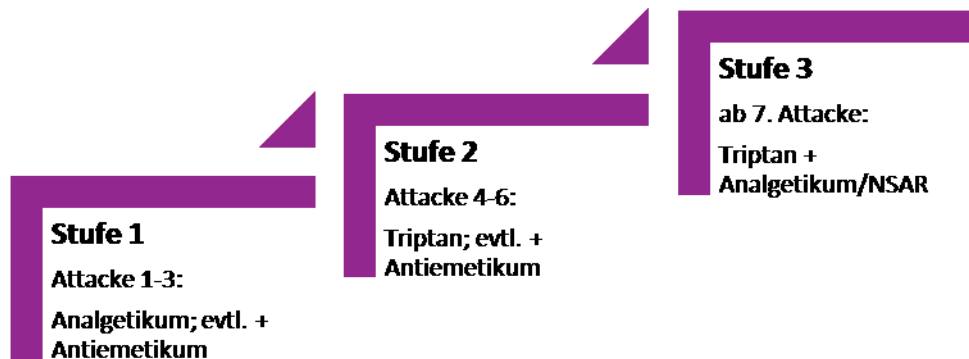 Stufe 1
Attacke 1-3:
Analgetikum; evtl. +
Antiemetikum
Stufe 2
Attacke 4-6:
Triptan; evtl. +
Antiemetikum
Stufe 3
ab 7. Attacke:
Triptan +
Analgetikum/NSAR